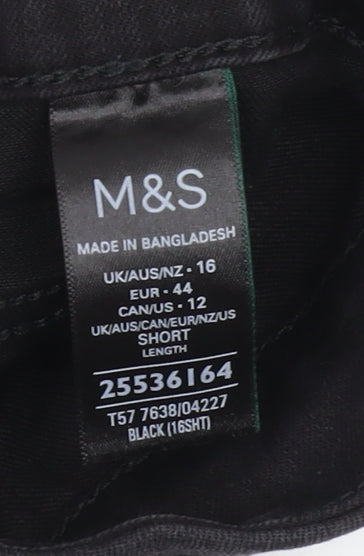 M&S
MADE IN BANGLADESH
UK/AUS/NZ · 16
EUR · 44
CAN/US · 12
UK/AUS/CAN/EUR/NZ/US
SHORT
LENGTH
25536164
T57 7638/04227
BLACK (16SHT)